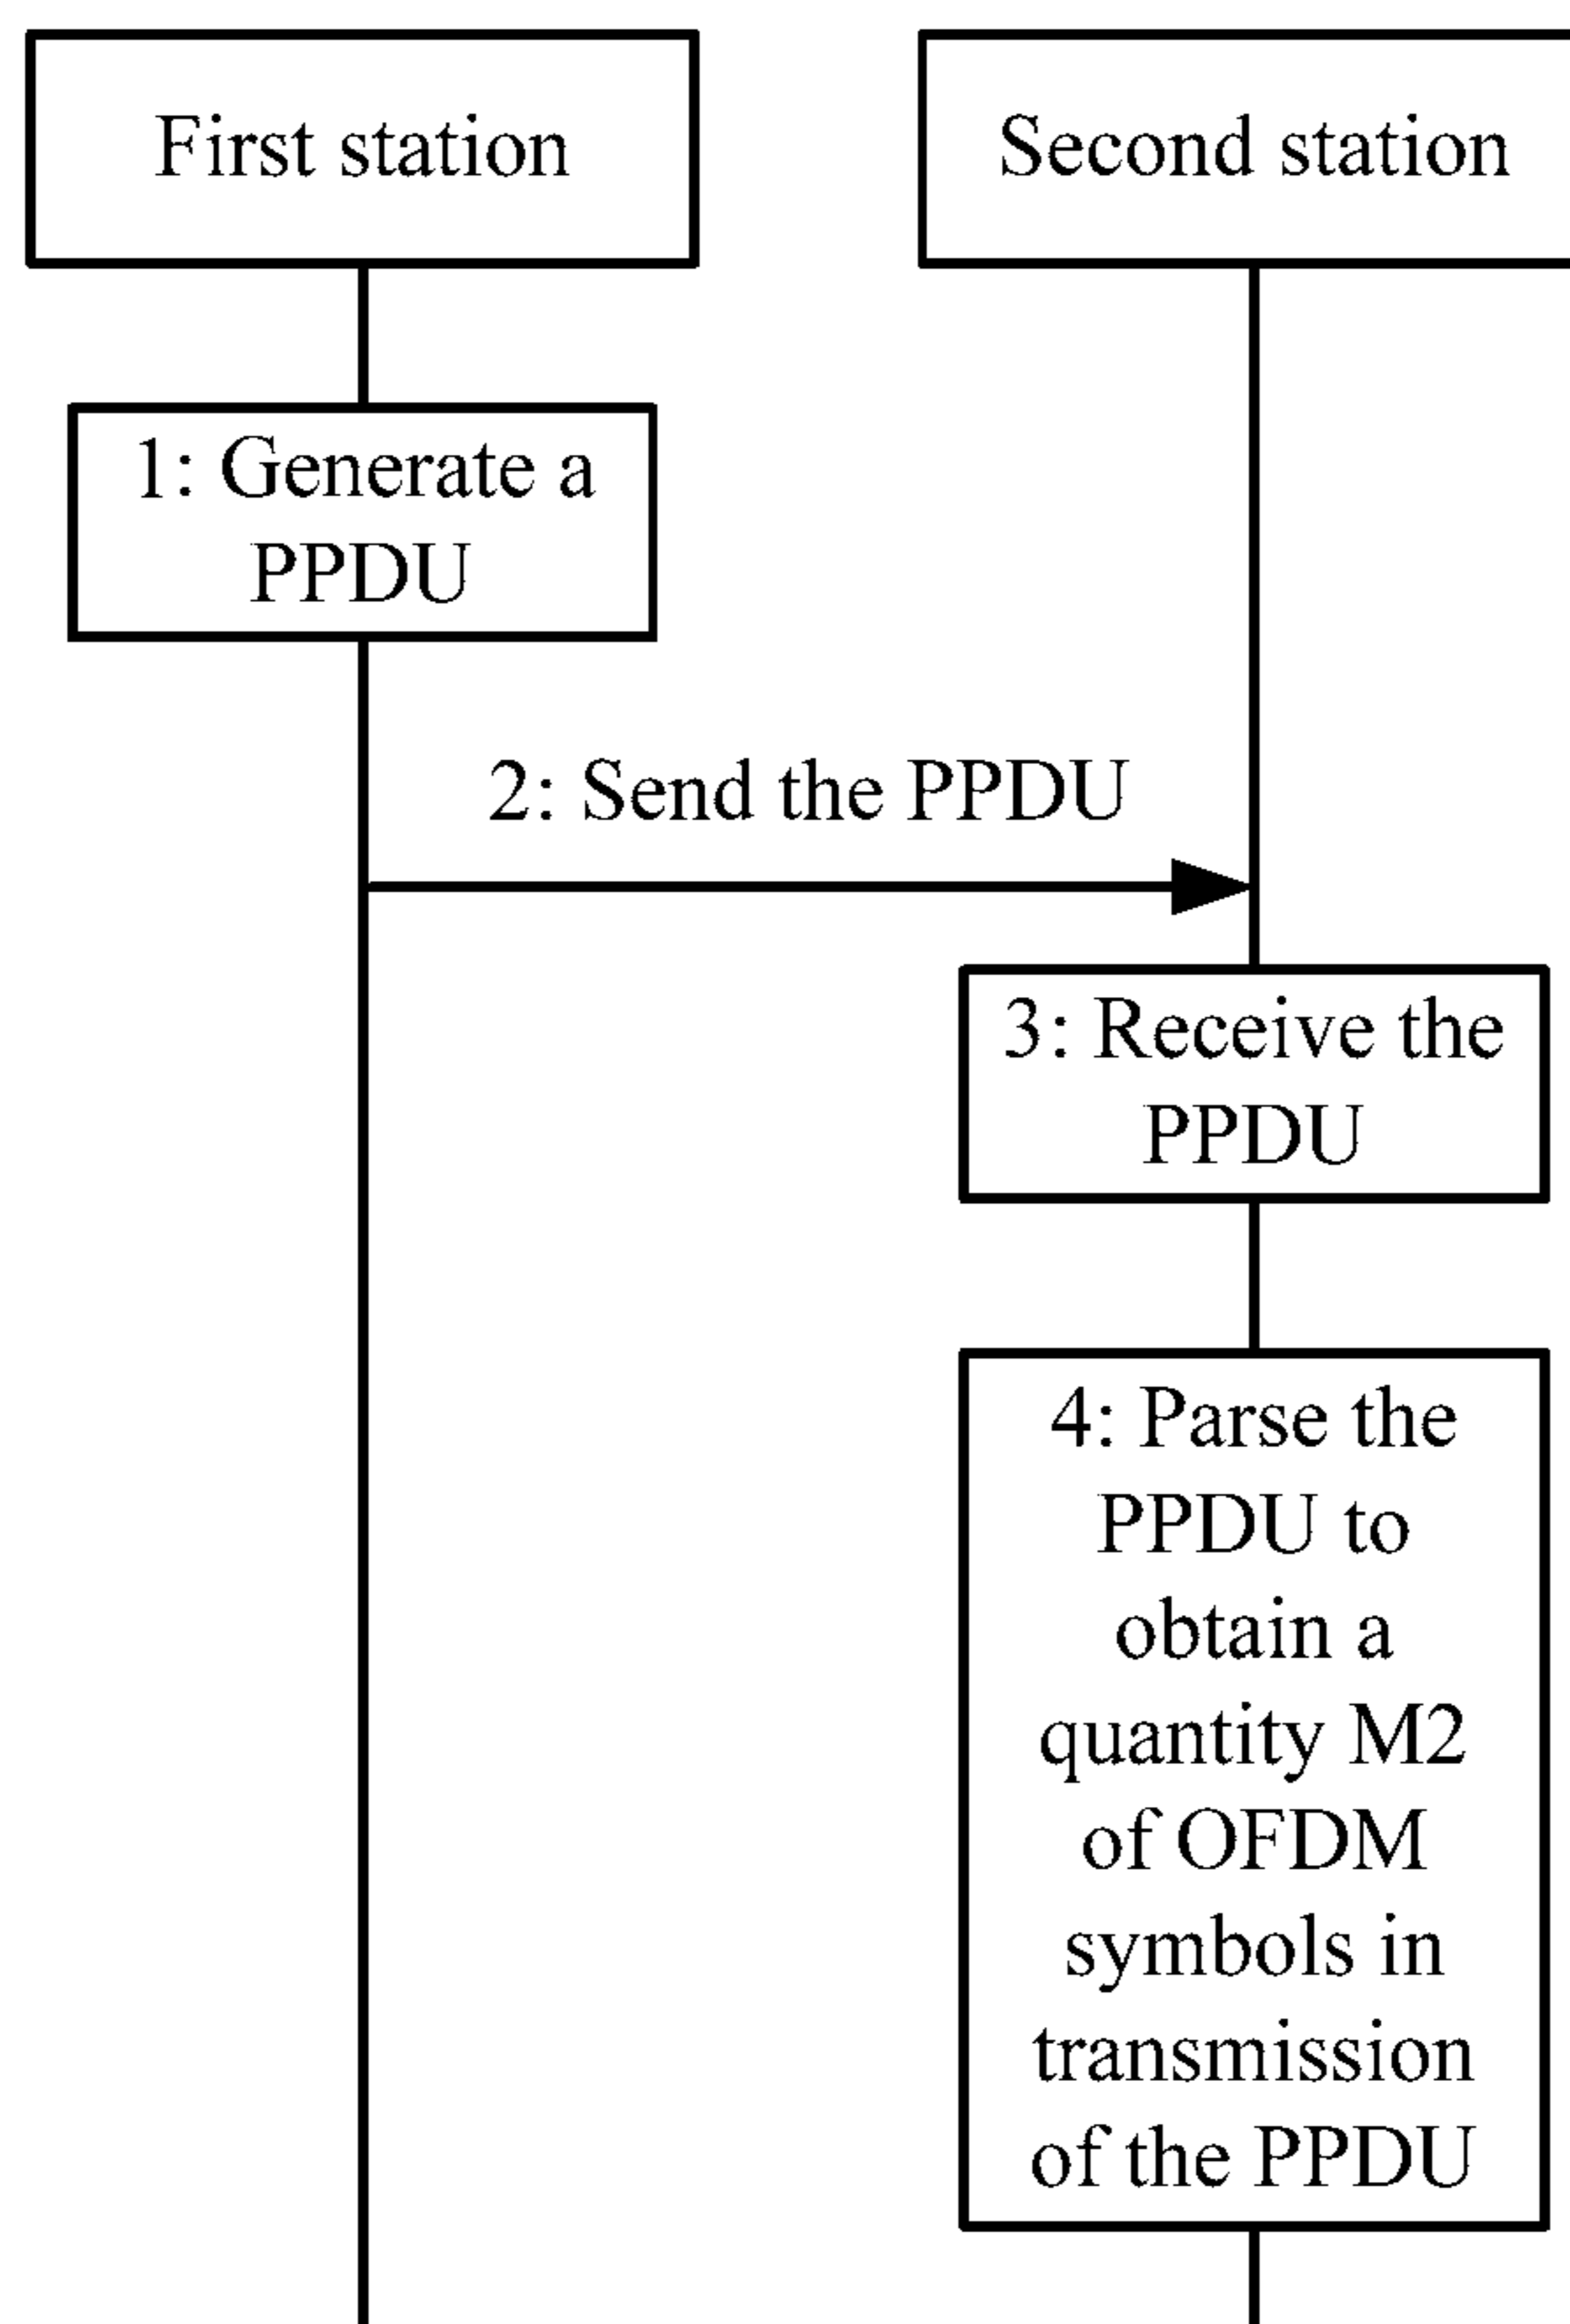 First station
Second station
1: Generate a
PPDU
2: Send the PPDU
3: Receive the
PPDU
4: Parse the
PPDU to
obtain a
quantity M2
of OFDM
symbols in
transmission
of the PPDU